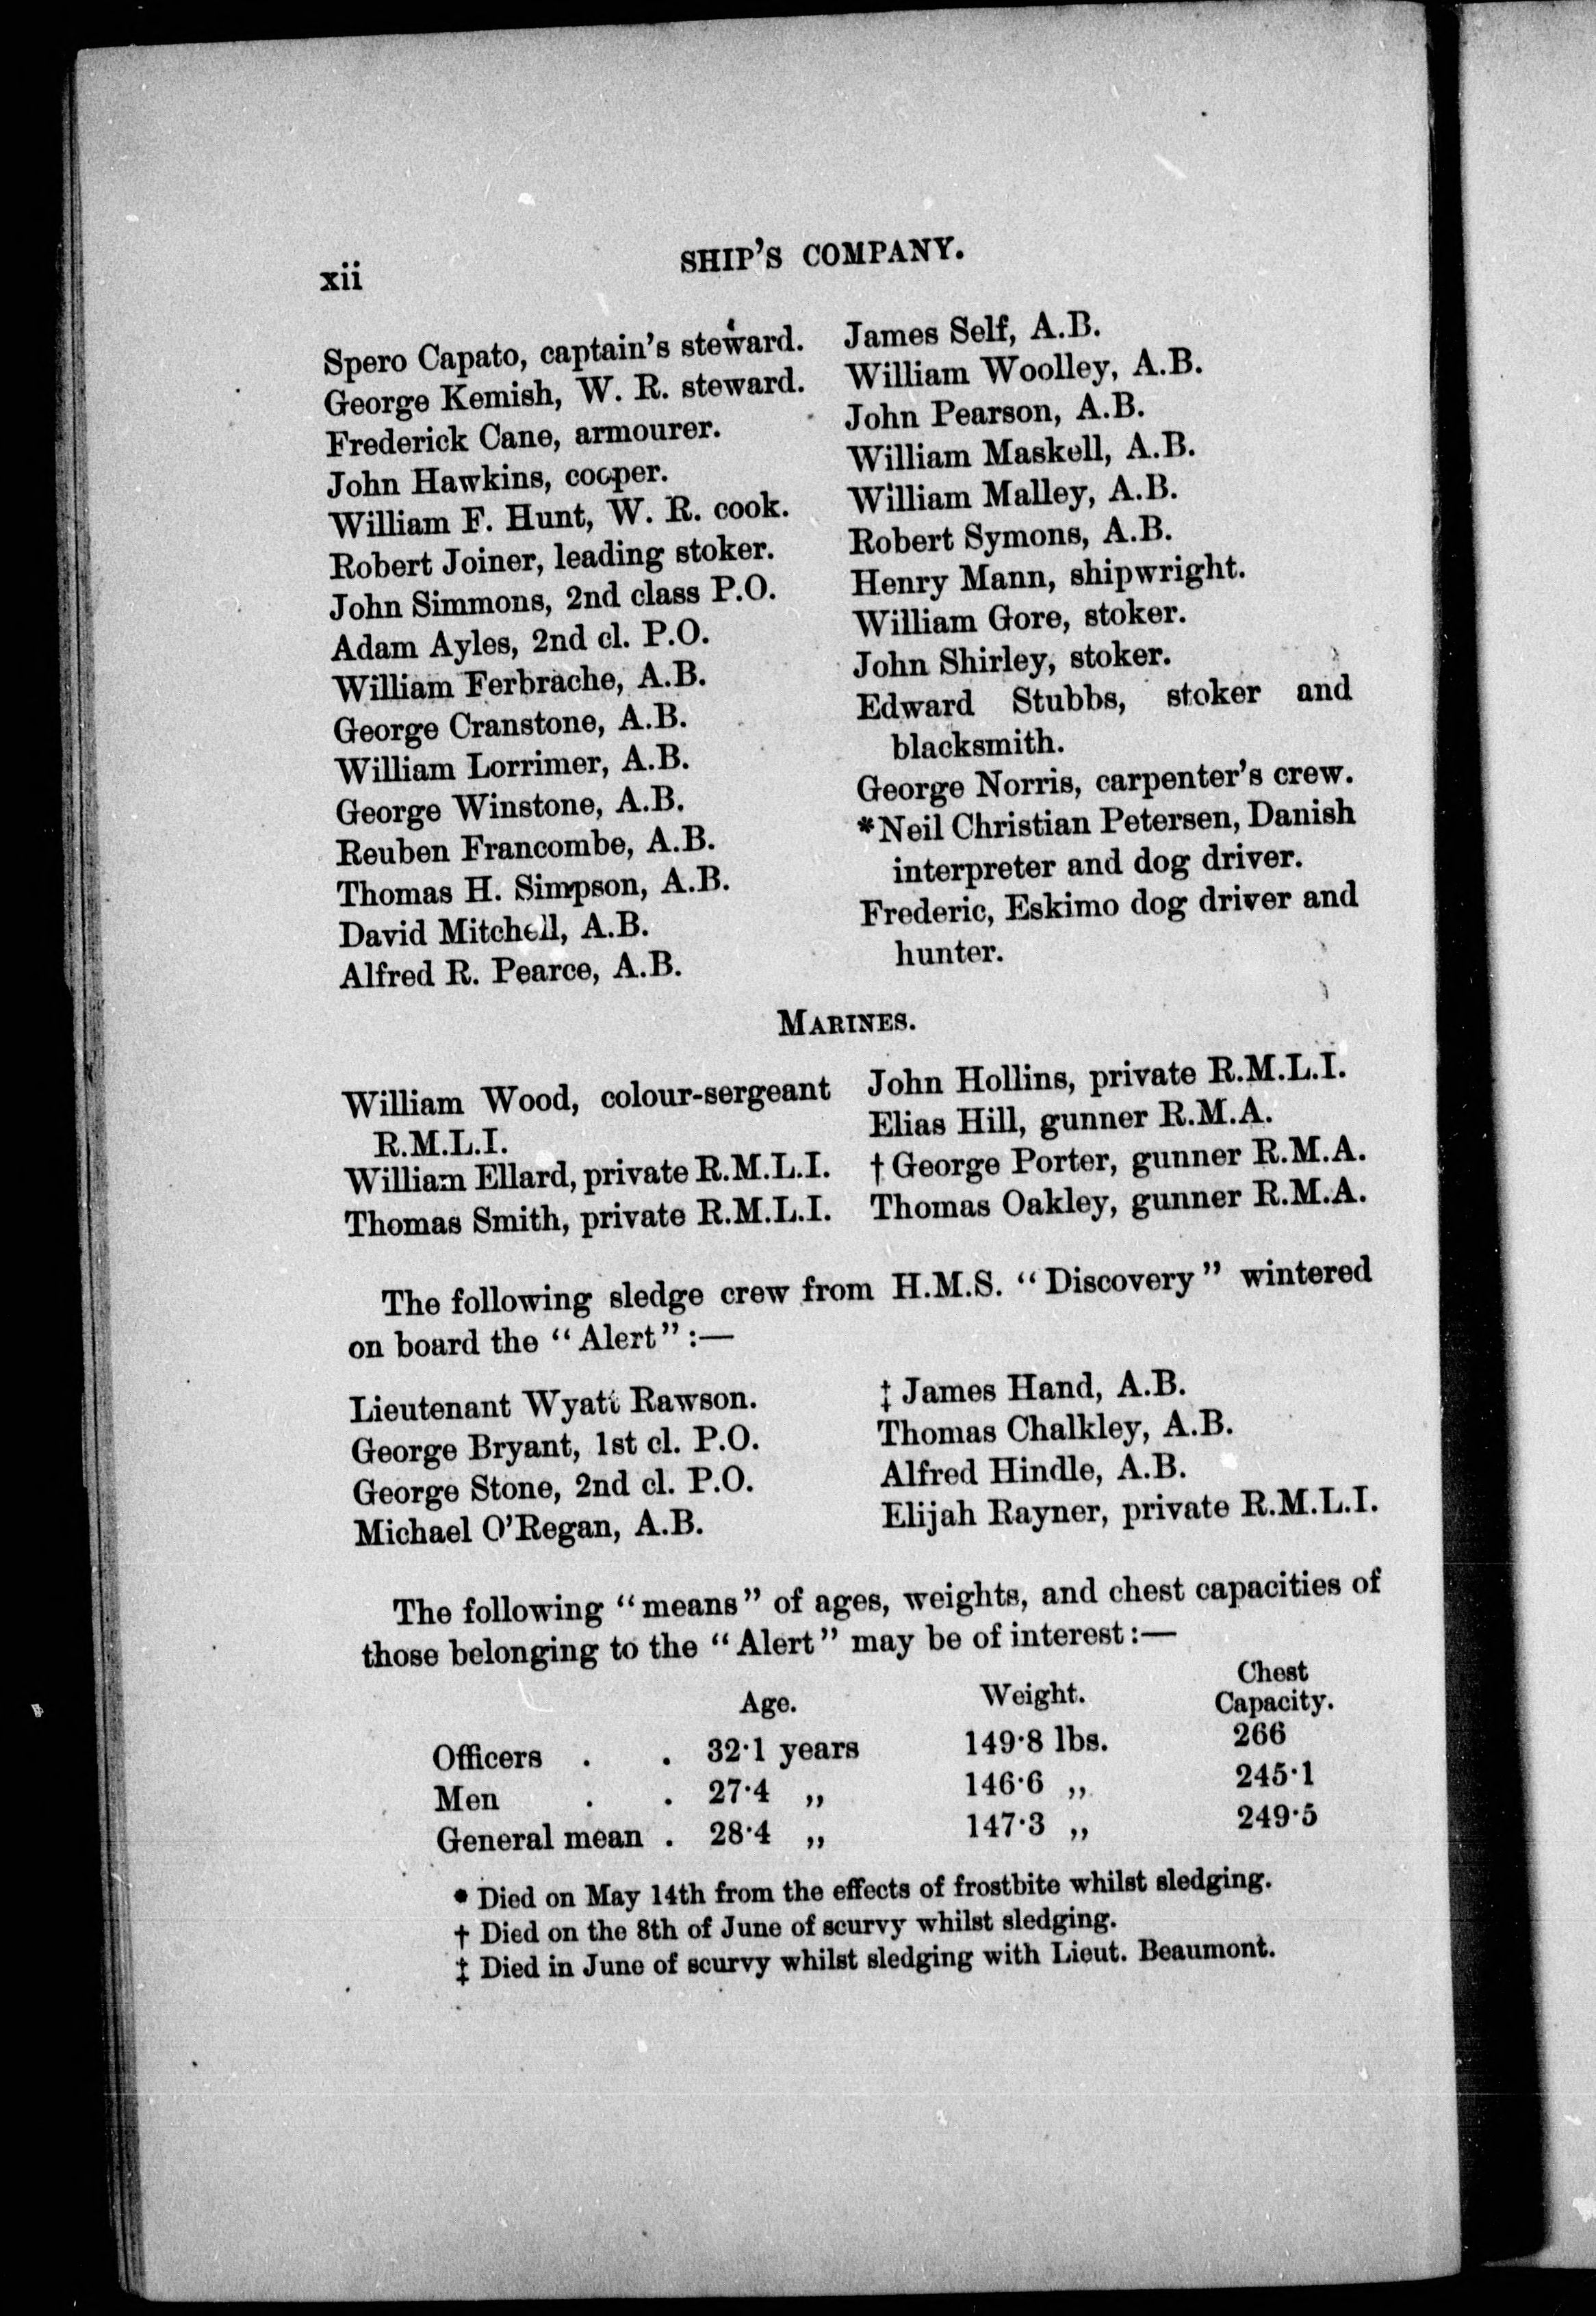 xii
SHIP'S COMPANY.
Spero Capato, captain's steward.
George Kemish, W. R. steward.
Frederick Cane, armourer.
John Hawkins, cooper.
William F. Hunt, W. R. cook.
Robert Joiner, leading stoker.
John Simmons, 2nd class P.O.
Adam Ayles, 2nd cl. P.O.
William Ferbrache, A.B.
George Cranstone, A.B.
William Lorrimer, A.B.
George Winstone, A.B.
Reuben Francombe, A.B.
Thomas H. Simpson, A.B.
David Mitchell, A.B.
Alfred R. Pearce, A.B.
James Self, A.B.
William Woolley, A.B.
John Pearson, A.B.
William Maskell, A.B.
William Malley, A.B.
Robert Symons, A.B.
Henry Mann, shipwright.
William Gore, stoker.
John Shirley, stoker.
Edward Stubbs, stoker and
blacksmith.
George Norris, carpenter's crew.
*Neil Christian Petersen, Danish
interpreter and dog driver.
Frederic, Eskimo dog driver and
hunter.
MARINES.
William Wood, colour-sergeant
R.M.L.I.
William Ellard, private R.M.L.I.
Thomas Smith, private R.M.L.I.
John Hollins, private R.M.L.I.
Elias Hill, gunner R.M.A.
† George Porter, gunner R.M.A.
Thomas Oakley, gunner R.M.A.
The following sledge crew from H.M.S. "Discovery" wintered
on board the "Alert":—
Lieutenant Wyatt Rawson.
George Bryant, 1st cl. P.O.
George Stone, 2nd cl. P.O.
Michael O'Regan, A.B.
‡ James Hand, A.B.
Thomas Chalkley, A.B.
Alfred Hindle, A.B.
Elijah Rayner, private R.M.L.I.
The following "means" of ages, weights, and chest capacities of
those belonging to the "Alert" may be of interest:—
Age. Weight. Chest
Capacity.
Officers . . 32·1 years 149·8 lbs. 266
Men . . 27·4 „ 146·6 „ 245·1
General mean . 28·4 „ 147·3 „ 249·5
* Died on May 14th from the effects of frostbite whilst sledging.
† Died on the 8th of June of scurvy whilst sledging.
‡ Died in June of scurvy whilst sledging with Lieut. Beaumont.